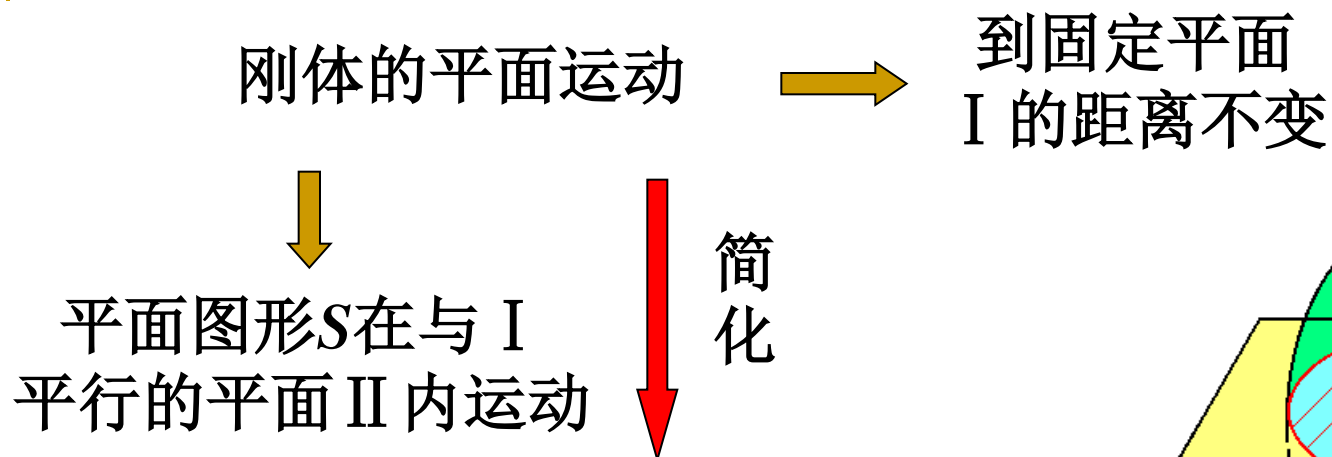 刚体的平面运动
到固定平面
Ⅰ的距离不变
简
化
平面图形S在与Ⅰ
平行的平面Ⅱ内运动